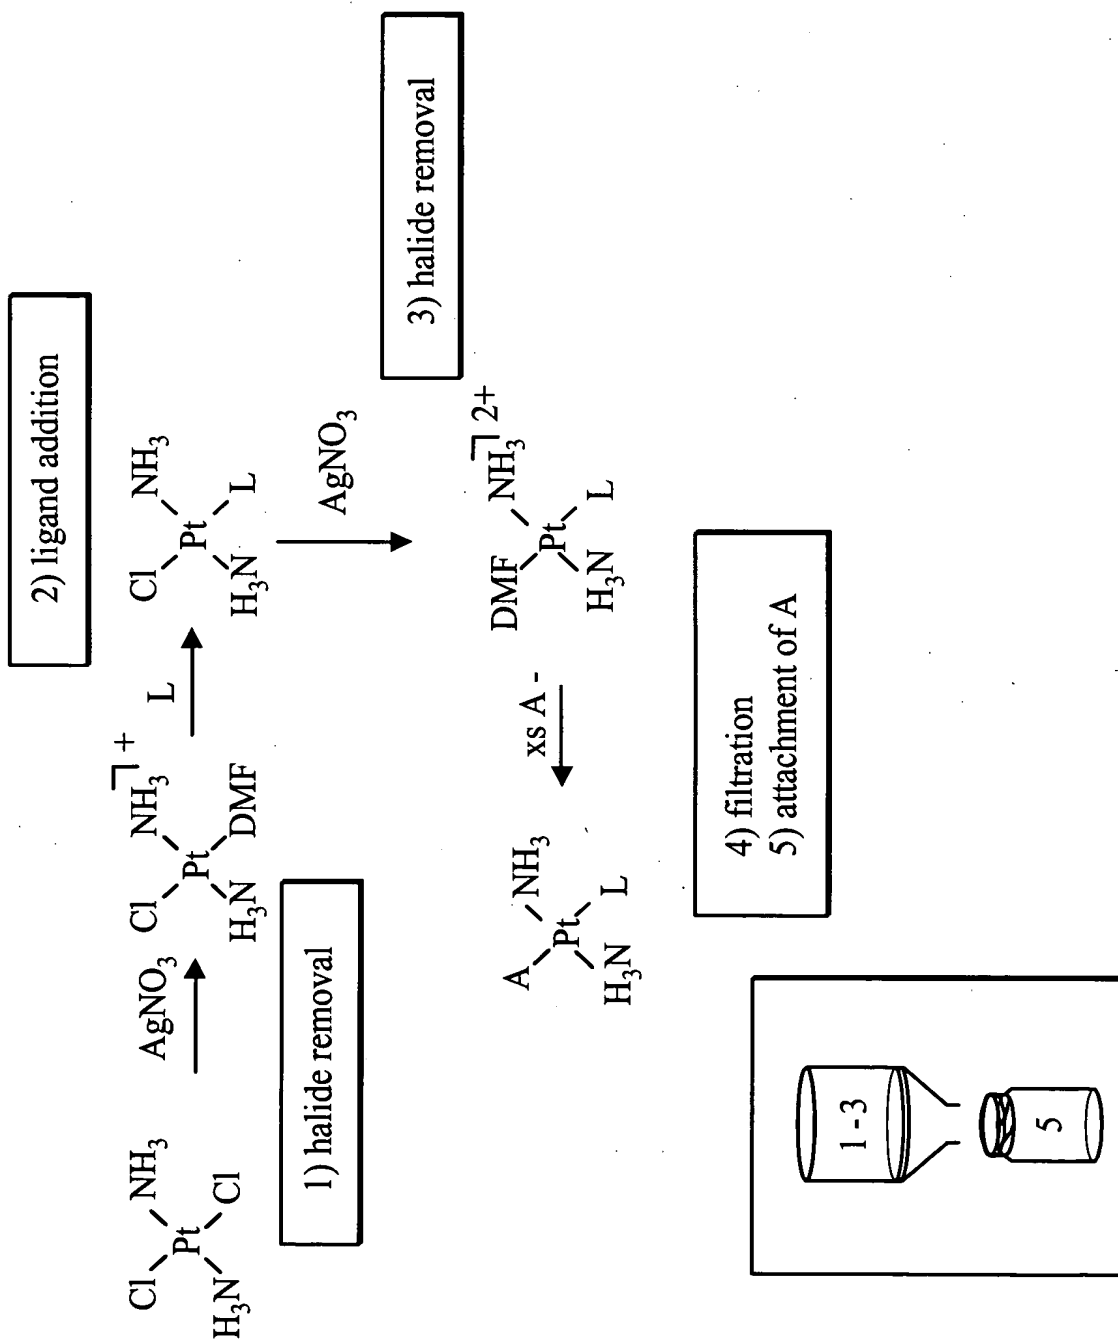 2) ligand addition
Cl NH₃
Pt
H₃N Cl
AgNO₃
Cl NH₃ ⎤+
Pt
H₃N DMF
L
Cl NH₃
Pt
H₃N L
1) halide removal
AgNO₃
3) halide removal
A NH₃
Pt
H₃N L
xs A -
DMF NH₃ ⎤2+
Pt
H₃N L
4) filtration
5) attachment of A
1-3
5